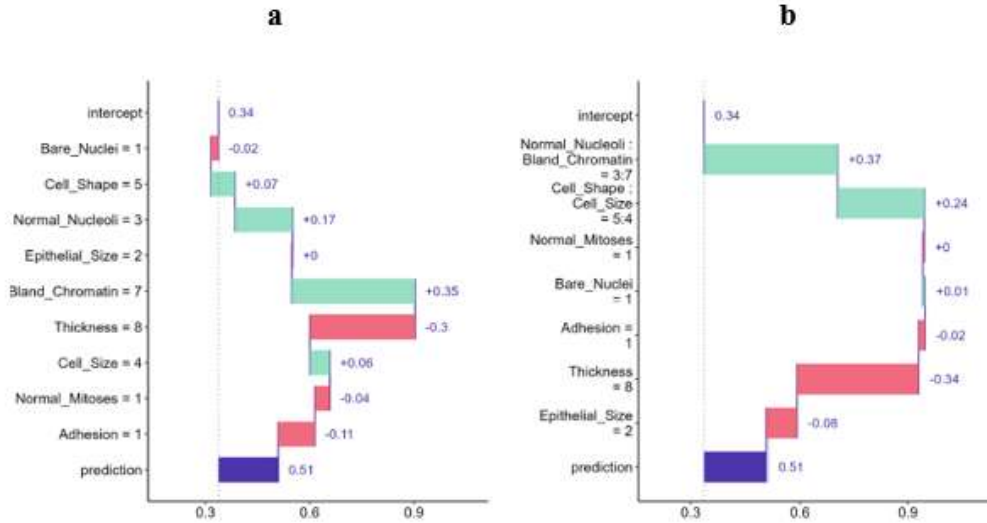 a
intercept
0.34
Bare_Nuclei = 1
-0.02
Cell_Shape = 5
+0.07
Normal_Nucleoli = 3
+0.17
Epithelial_Size = 2
+0
Bland_Chromatin = 7
+0.35
Thickness = 8
-0.3
Cell_Size = 4
+0.06
Normal_Mitoses = 1
-0.04
Adhesion = 1
-0.11
prediction
0.51
0.3 0.6 0.9
b
intercept
0.34
Normal_Nucleoli :
Bland_Chromatin
= 3:7
+0.37
Cell_Shape :
Cell_Size
= 5:4
+0.24
Normal_Mitoses
= 1
+0
Bare_Nuclei
= 1
+0.01
Adhesion =
1
-0.02
Thickness
= 8
-0.34
Epithelial_Size
= 2
-0.08
prediction
0.51
0.3 0.6 0.9